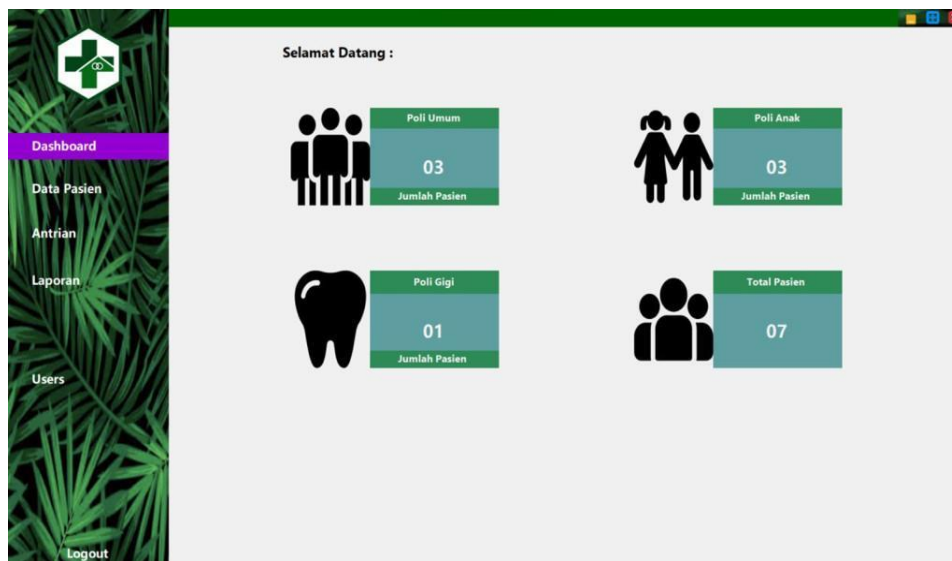 Selamat Datang :
Dashboard
Data Pasien
Antrian
Laporan
Users
Logout
Poli Umum
03
Jumlah Pasien
Poli Anak
03
Jumlah Pasien
Poli Gigi
01
Jumlah Pasien
Total Pasien
07